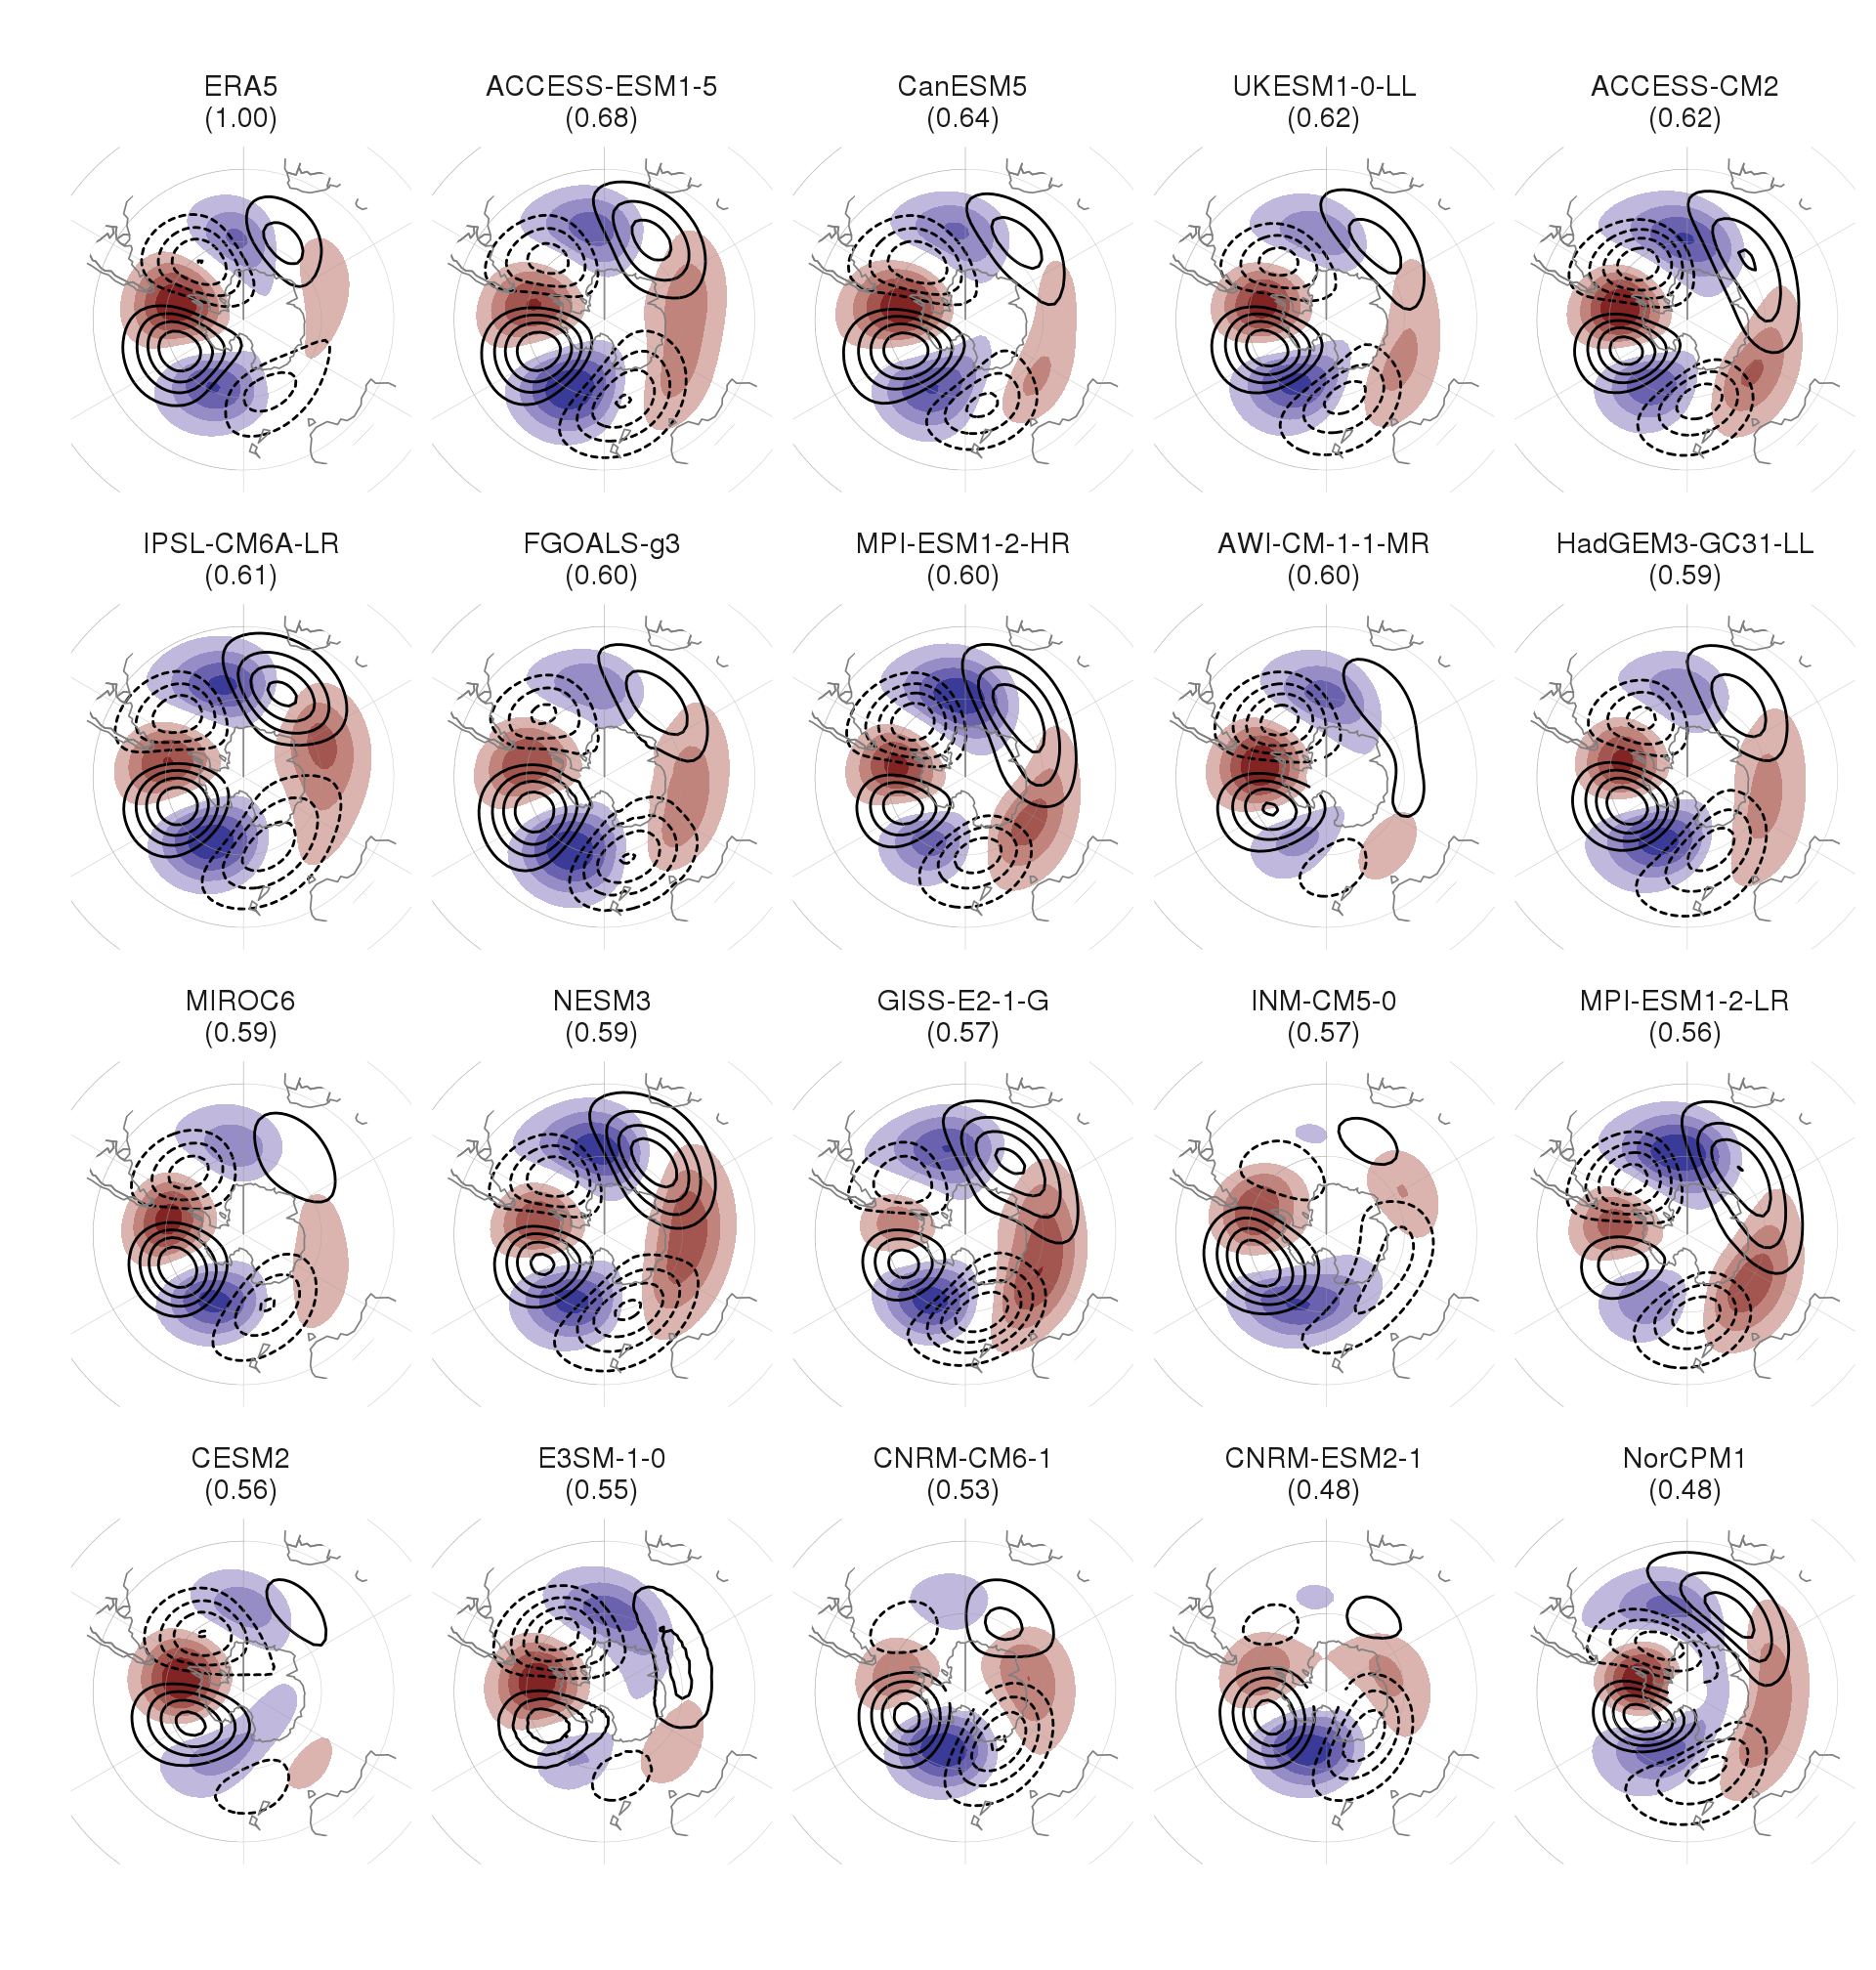 ERA5
(1.00)
ACCESS-ESM1-5
(0.68)
CanESM5
(0.64)
UKESM1-0-LL
(0.62)
ACCESS-CM2
(0.62)
IPSL-CM6A-LR
(0.61)
FGOALS-g3
(0.60)
MPI-ESM1-2-HR
(0.60)
AWI-CM-1-1-MR
(0.60)
HadGEM3-GC31-LL
(0.59)
MIROC6
(0.59)
NESM3
(0.59)
GISS-E2-1-G
(0.57)
INM-CM5-0
(0.57)
MPI-ESM1-2-LR
(0.56)
CESM2
(0.56)
E3SM-1-0
(0.55)
CNRM-CM6-1
(0.53)
CNRM-ESM2-1
(0.48)
NorCPM1
(0.48)